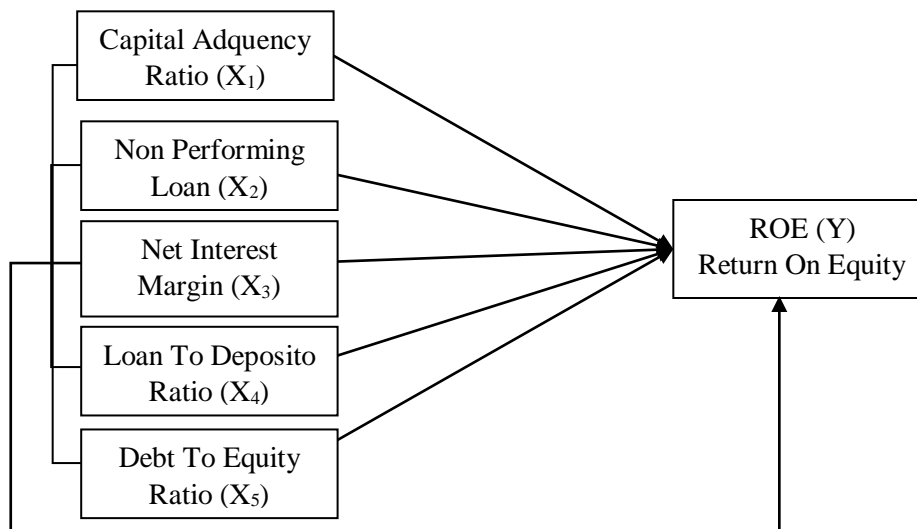 Capital Adquency
Ratio (X₁)
Non Performing
Loan (X₂)
Net Interest
Margin (X₃)
Loan To Deposito
Ratio (X₄)
Debt To Equity
Ratio (X₅)
ROE (Y)
Return On Equity